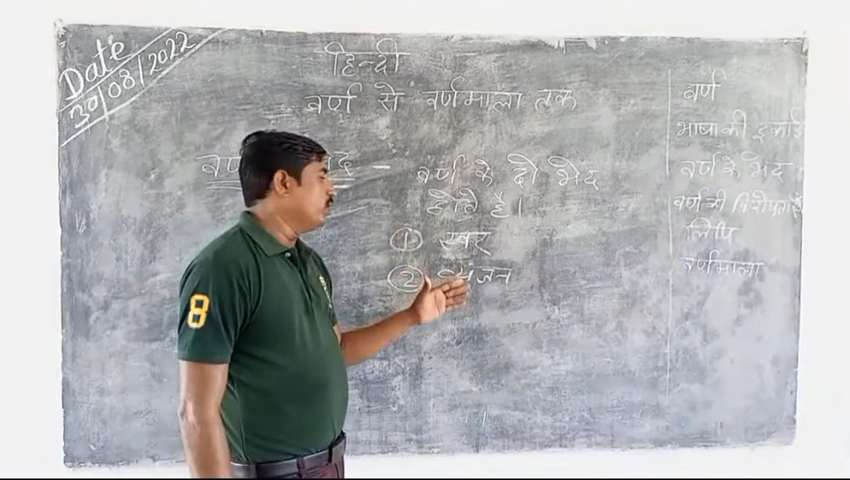 Date
30/08/2022
हिन्दी
वर्ण से वर्णमाला तक
वर्ण के दो भेद
होते है।
① स्वर
② व्यंजन
वर्ण
भाषा की इकाई
वर्ण के भेद
वर्ण की विशेषताएँ
लिपि
वर्णमाला
8